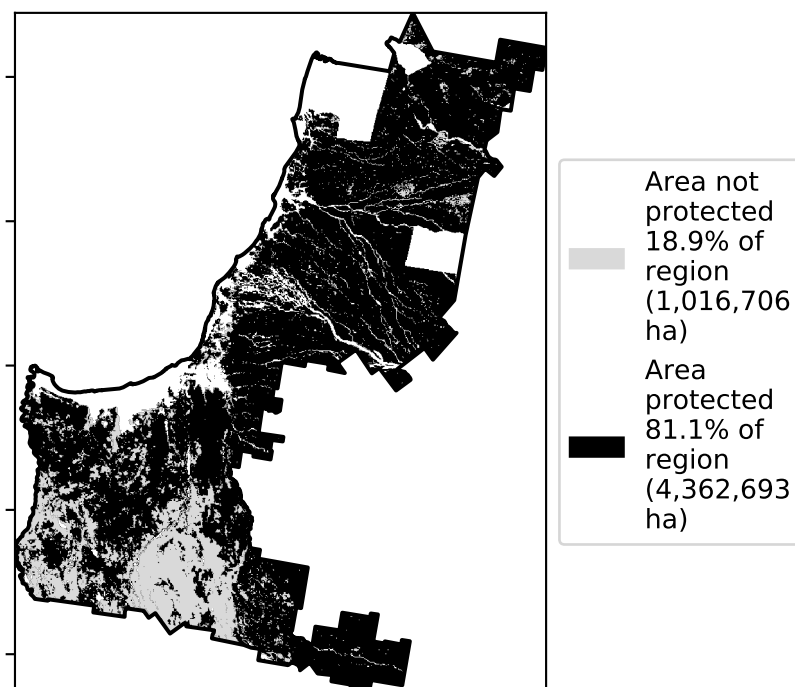 Area not
protected
18.9% of
region
(1,016,706
ha)
Area
protected
81.1% of
region
(4,362,693
ha)